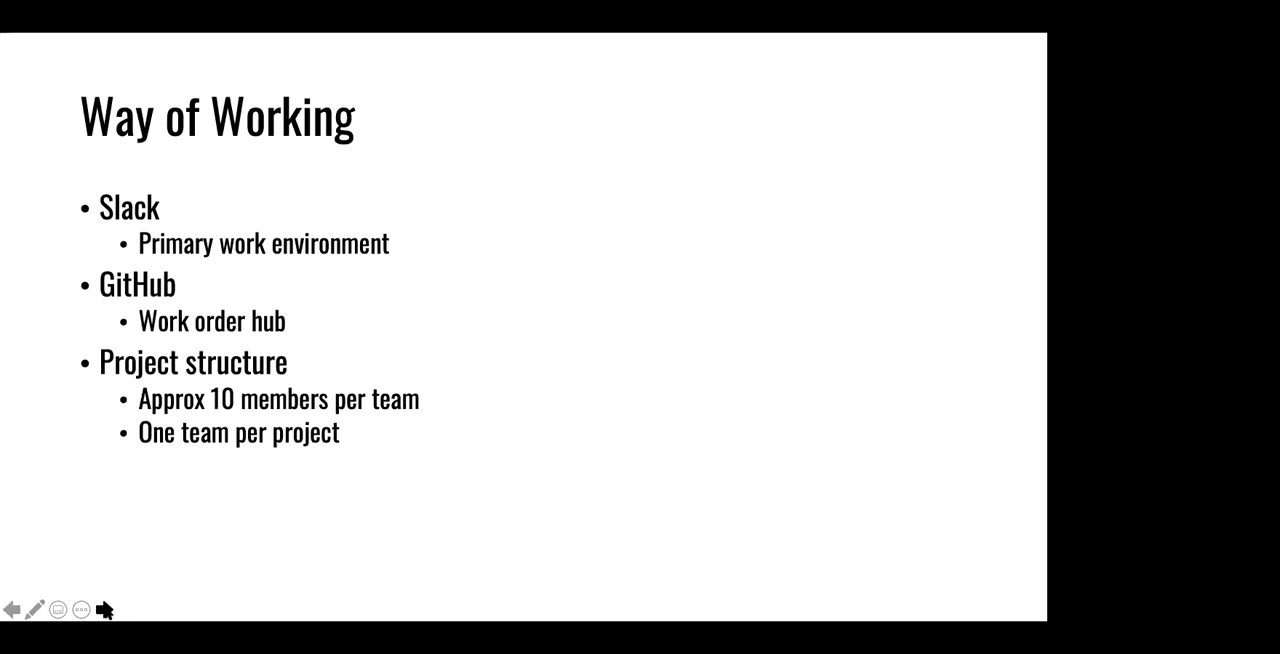 Way of Working
• Slack
• Primary work environment
• GitHub
• Work order hub
• Project structure
• Approx 10 members per team
• One team per project